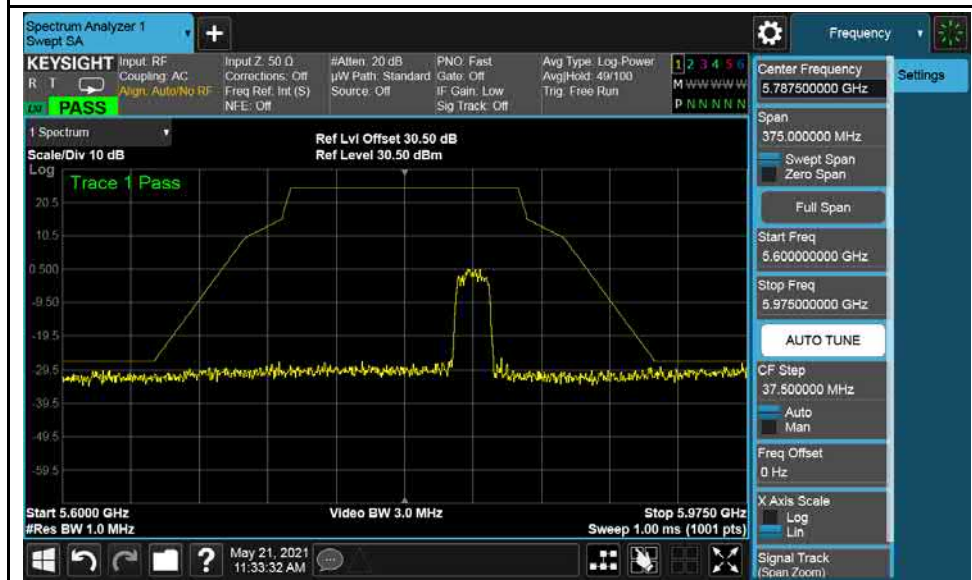 Spectrum Analyzer 1
Swept SA
+
Frequency
KEYSIGHT
R T
LXI PASS
Input: RF
Coupling: AC
Align: Auto/No RF
Input Z: 50 Ω
Corrections: Off
Freq Ref: Int (S)
NFE: Off
#Atten: 20 dB
µW Path: Standard
Source: Off
PNO: Fast
Gate: Off
IF Gain: Low
Sig Track: Off
Avg Type: Log-Power
Avg|Hold: 49/100
Trig: Free Run
1 2 3 4 5 6
M W W W W W
P N N N N N
Center Frequency
5.787500000 GHz
Settings
Span
375.000000 MHz
Swept Span
Zero Span
Full Span
Start Freq
5.600000000 GHz
Stop Freq
5.975000000 GHz
AUTO TUNE
CF Step
37.500000 MHz
Auto
Man
Freq Offset
0 Hz
X Axis Scale
Log
Lin
Signal Track
(Span Zoom)
1 Spectrum
Scale/Div 10 dB
Ref Lvl Offset 30.50 dB
Ref Level 30.50 dBm
Log
Trace 1 Pass
20.5
10.5
0.500
-9.50
-19.5
-29.5
-39.5
-49.5
-59.5
Start 5.6000 GHz
#Res BW 1.0 MHz
Video BW 3.0 MHz
Stop 5.9750 GHz
Sweep 1.00 ms (1001 pts)
?
May 21, 2021
11:33:32 AM